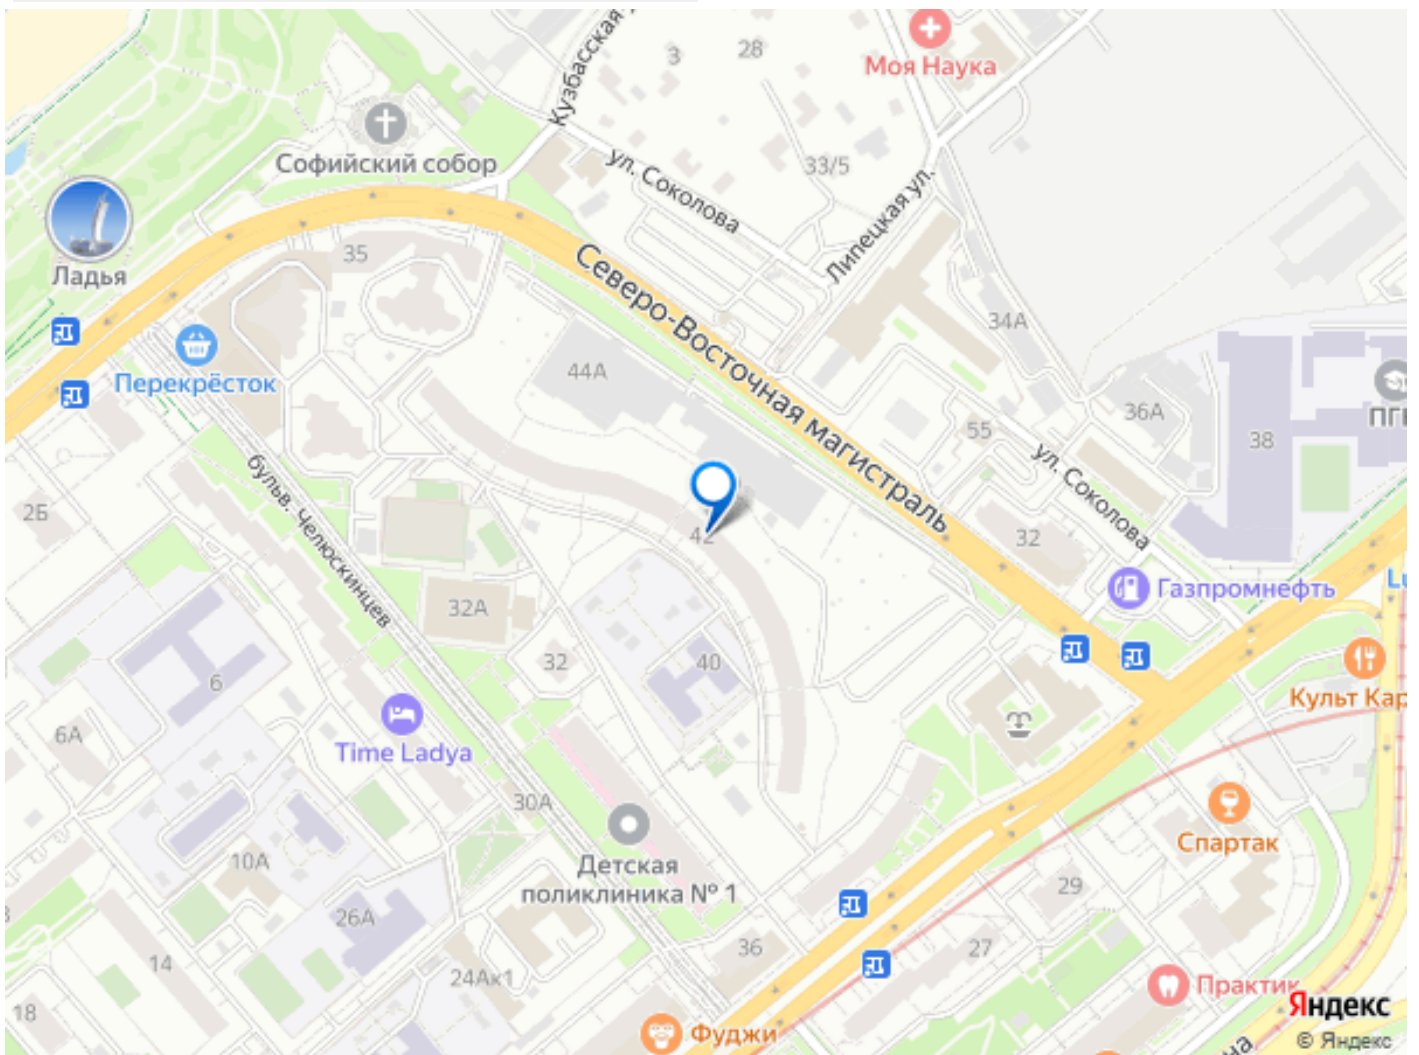 Кузбасская
3
28
Моя Наука
Софийский собор
ул. Соколова
33/5
Липецкая ул.
Ладья
35
Северо-Восточная магистраль
34А
Перекрёсток
44А
36А
ПГ
55
38
ул. Соколова
2Б
бульв. Челюскинцев
42
32
Газпромнефть
Lu
32А
6
32
40
Культ Кар
6А
Time Ladya
30А
Спартак
Детская
поликлиника № 1
10А
29
26А
14
36
27
24Ак1
Практик
18
Фуджи
Яндекс
© Яндекс
на